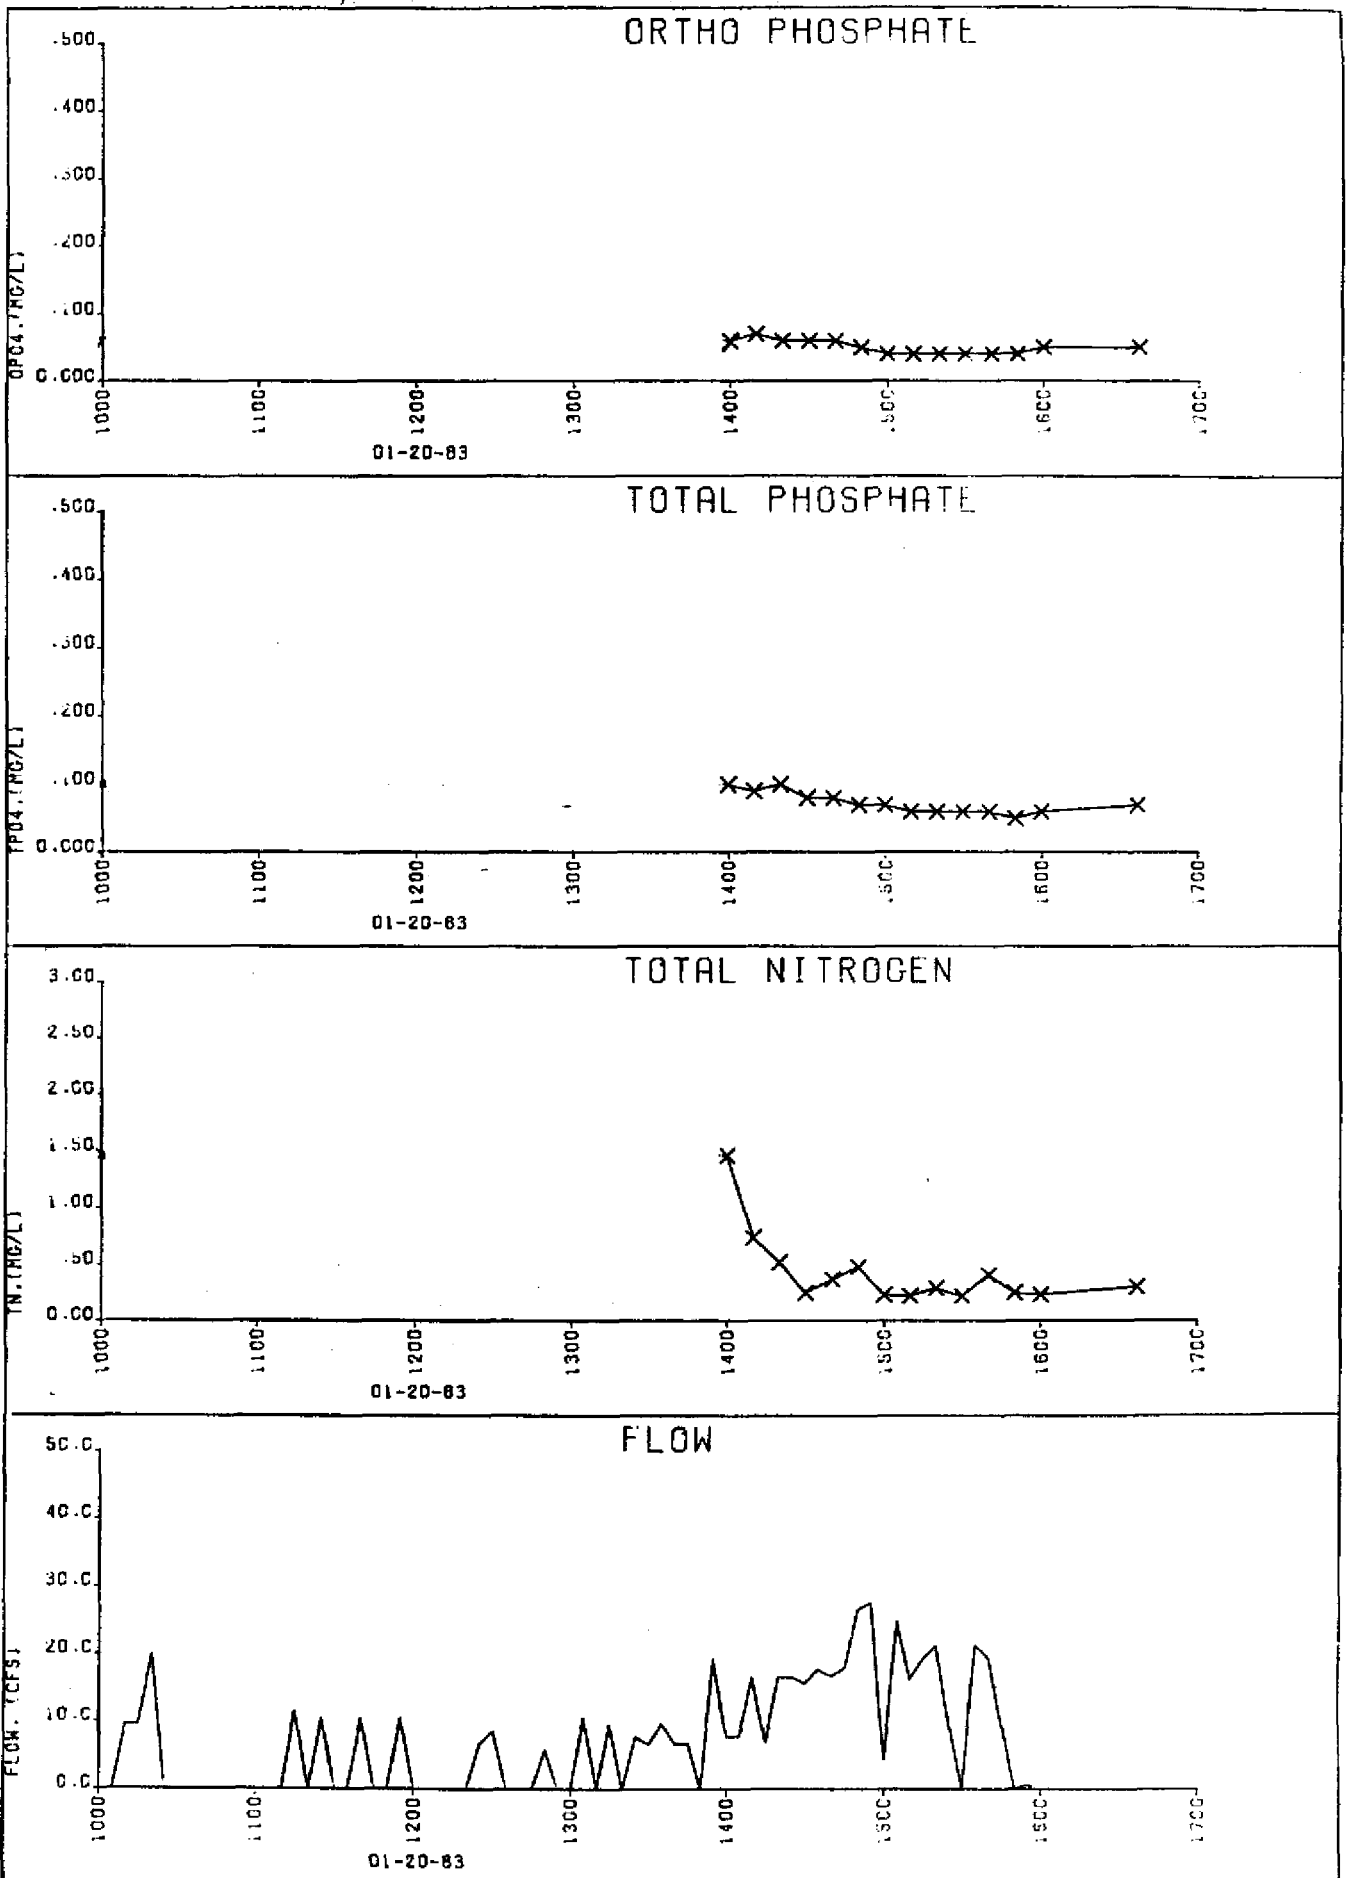 ORTHO PHOSPHATE
.500
.400
.300
.200
.100
0.000
OPO4.(MG/L)
1000 1100 1200 1300 1400 1500 1600 1700
01-20-83
TOTAL PHOSPHATE
.500
.400
.300
.200
.100
0.000
TPO4.(MG/L)
1000 1100 1200 1300 1400 1500 1600 1700
01-20-83
TOTAL NITROGEN
3.00
2.50
2.00
1.50
1.00
.50
0.00
TN.(MG/L)
1000 1100 1200 1300 1400 1500 1600 1700
01-20-83
FLOW
50.0
40.0
30.0
20.0
10.0
0.0
FLOW.(CFS)
1000 1100 1200 1300 1400 1500 1600 1700
01-20-83